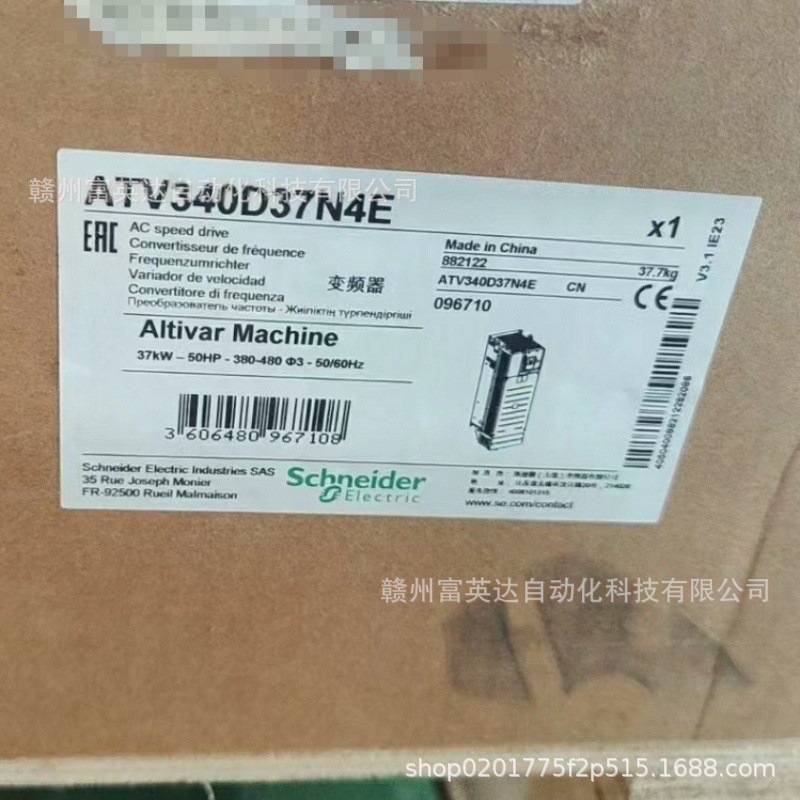 ATV340D37N4E
赣州富英达自动化科技有限公司
x1
EAC
AC speed drive
Convertisseur de fréquence
Frequenzumrichter
Variador de velocidad
Convertitore di frequenza
变频器
Преобразователь частоты - Жиіліктің түрлендіргіші
Made in China
882122
37.7kg
ATV340D37N4E CN
096710
CE
V3.1 IE23
Altivar Machine
37kW – 50HP - 380-480 Φ3 - 50/60Hz
3 606480 967108
Schneider Electric Industries SAS
35 Rue Joseph Monier
FR-92500 Rueil Malmaison
Schneider
Electric
www.se.com/contact
赣州富英达自动化科技有限公司
shop0201775f2p515.1688.com